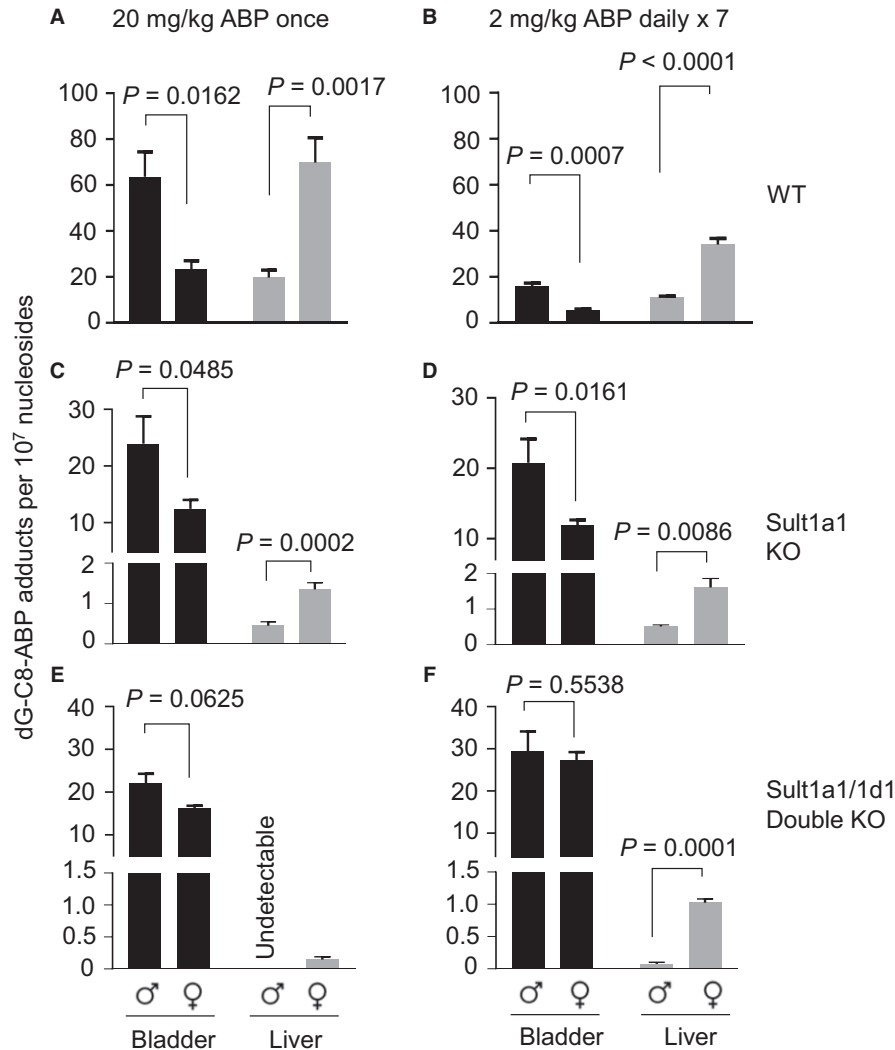 A 20 mg/kg ABP once
B 2 mg/kg ABP daily x 7
dG-C8-ABP adducts per 10⁷ nucleosides
100
80
60
40
20
0
P = 0.0162
P = 0.0017
100
80
60
40
20
0
P = 0.0007
P < 0.0001
WT
C
30
20
10
2
1
0
P = 0.0485
P = 0.0002
D
30
20
10
2
1
0
P = 0.0161
P = 0.0086
Sult1a1
KO
E
40
30
20
10
1.5
1.0
0.5
0
P = 0.0625
Undetectable
♂ ♀ ♂ ♀
Bladder Liver
F
40
30
20
10
1.5
1.0
0.5
0
P = 0.5538
P = 0.0001
♂ ♀ ♂ ♀
Bladder Liver
Sult1a1/1d1
Double KO